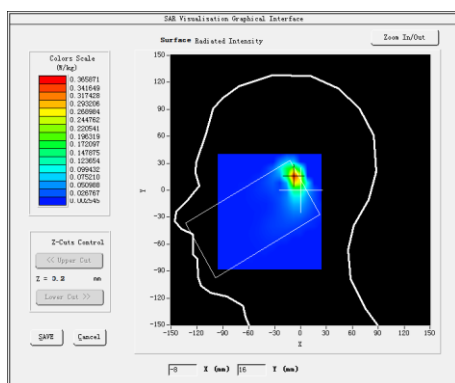 SAR Visualisation Graphical Interface
Surface Radiated Intensity
Zoom In/Out
Colors Scale
(W/kg)
0.365871
0.341649
0.317428
0.293206
0.268984
0.244762
0.220541
0.196319
0.172097
0.147875
0.123654
0.099432
0.075210
0.050988
0.026767
0.002545
Z-Cuts Control
<< Upper Cut
Z = 3.2 mm
Lower Cut >>
SAVE Cancel
150
120
90
60
30
0
-30
-60
-90
-120
-150
Y
-150 -120 -90 -60 -30 0 30 60 90 120 150
X
-8 X (mm) 16 Y (mm)